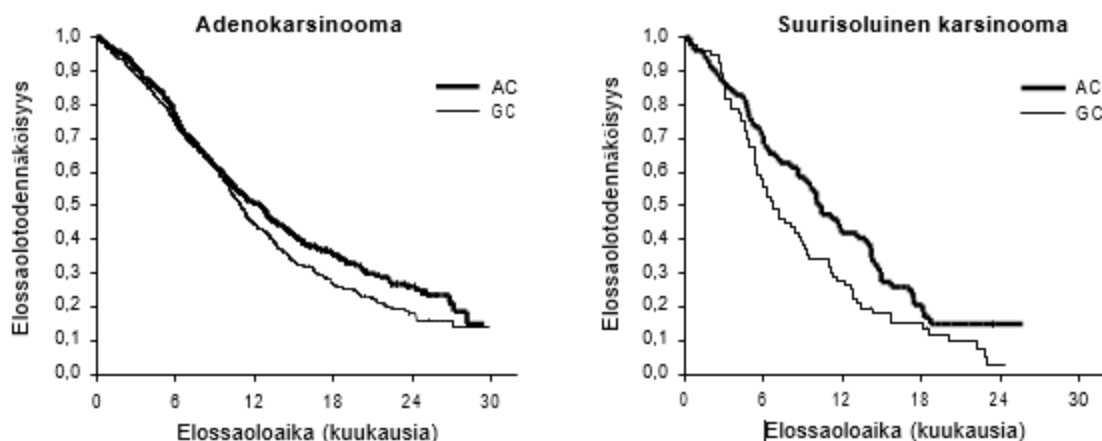 Adenokarsinooma
Elossaolotodennäköisyys
1,0
0,9
0,8
0,7
0,6
0,5
0,4
0,3
0,2
0,1
0,0
AC
GC
0 6 12 18 24 30
Elossaoloaika (kuukausia)
Suurisoluinen karsinooma
Elossaolotodennäköisyys
1,0
0,9
0,8
0,7
0,6
0,5
0,4
0,3
0,2
0,1
0,0
AC
GC
0 6 12 18 24 30
Elossaoloaika (kuukausia)